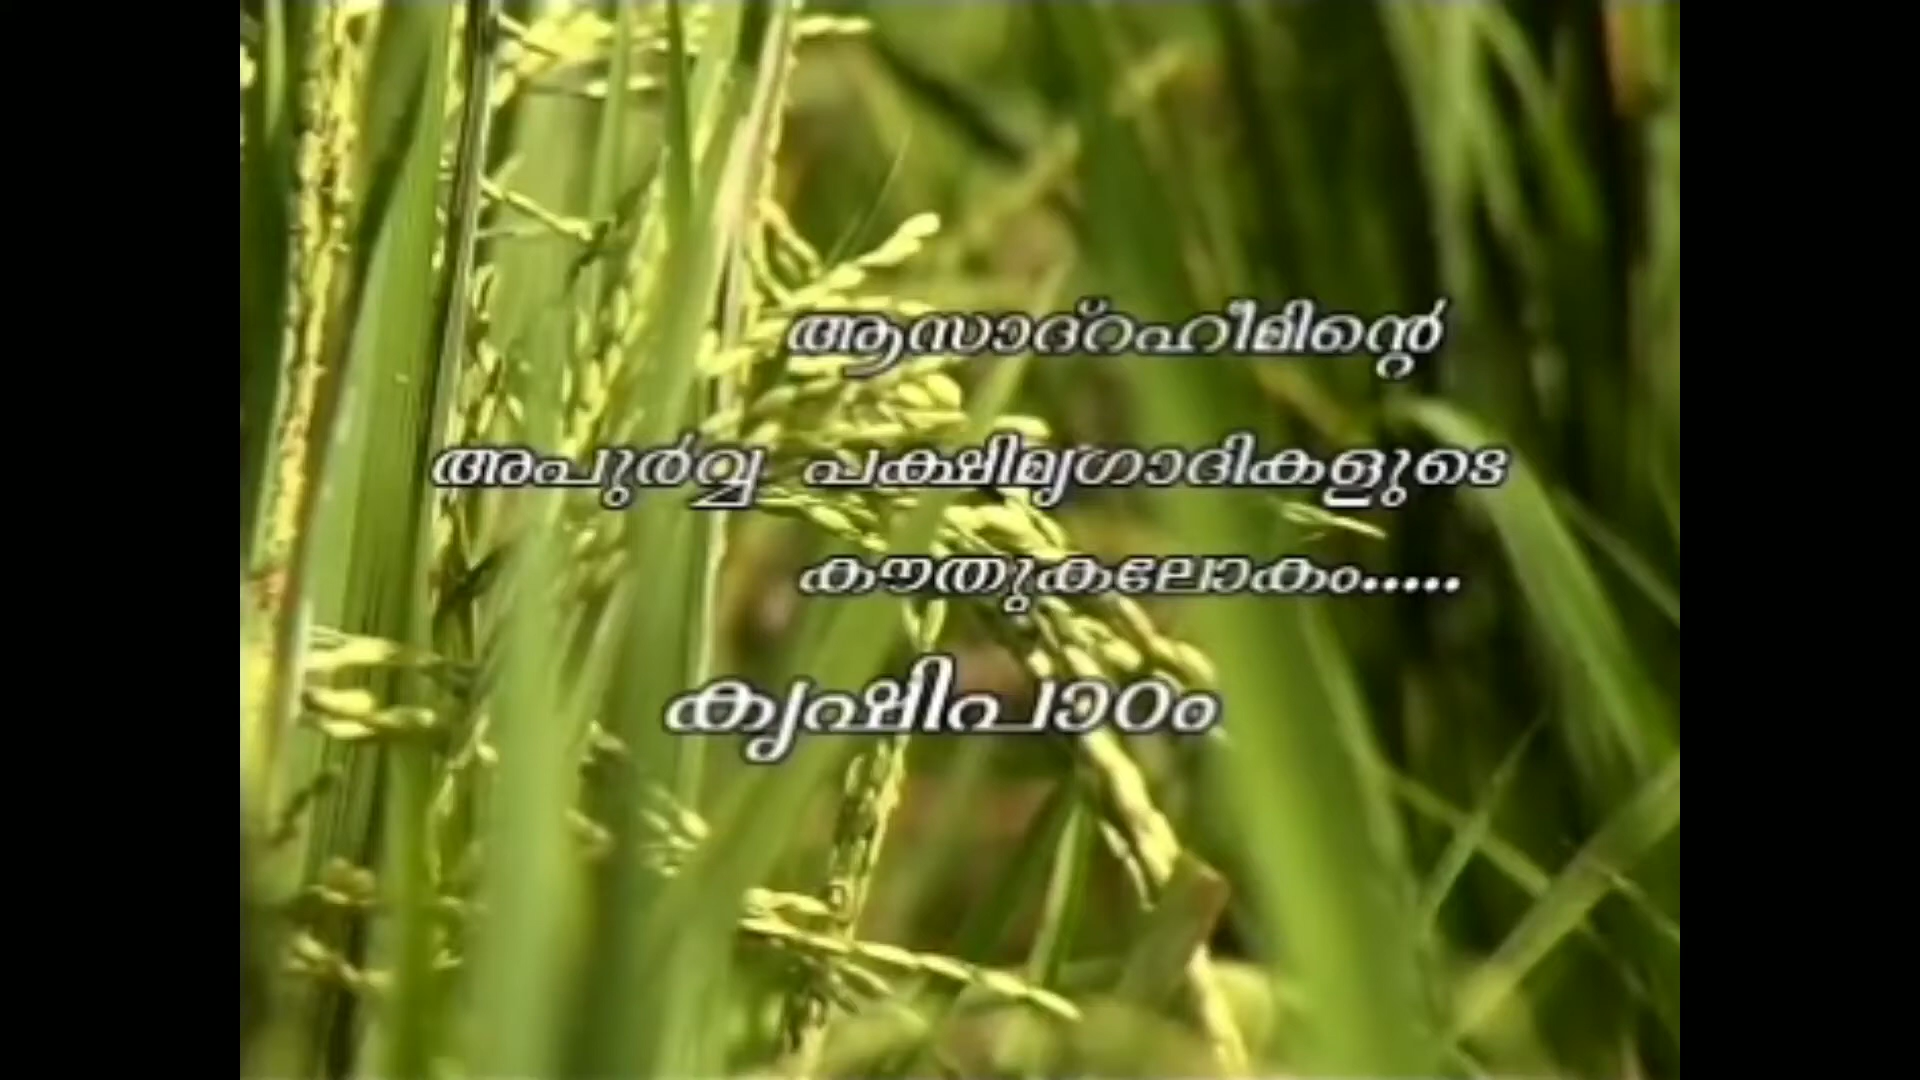 ആസാദ്റഹീമിന്റെ
അപുർവ്വ പക്ഷിമൃഗാദികളുടെ
കൗതുകലോകം.....
കൃഷിപാഠം